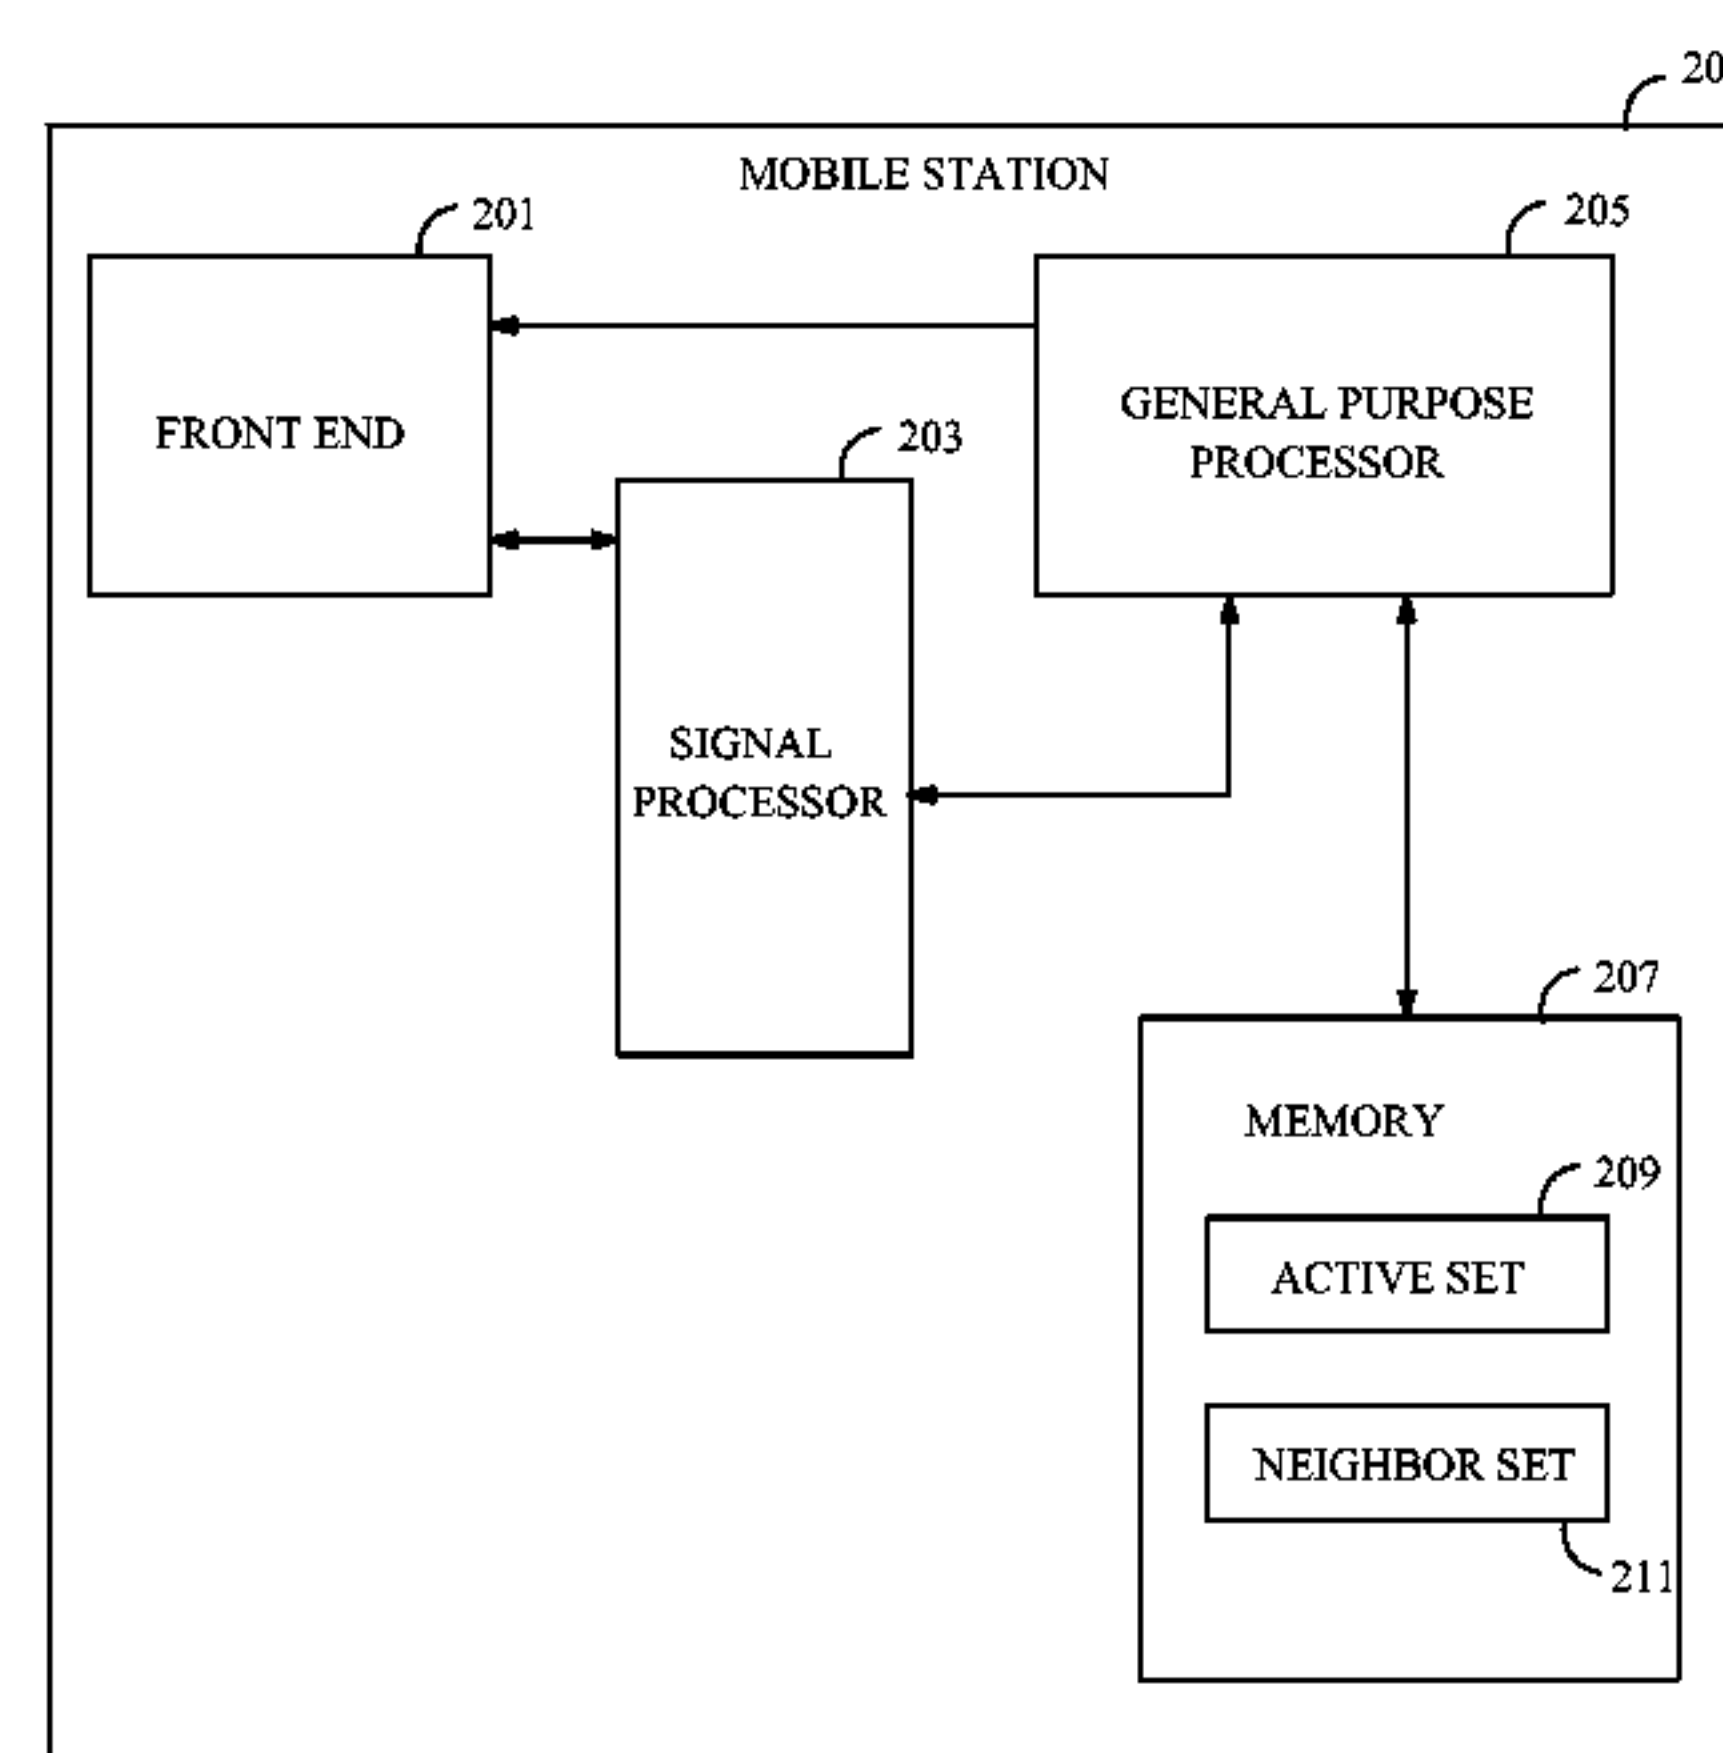 MOBILE STATION
201
205
FRONT END
GENERAL PURPOSE
PROCESSOR
203
SIGNAL
PROCESSOR
207
MEMORY
209
ACTIVE SET
NEIGHBOR SET
211